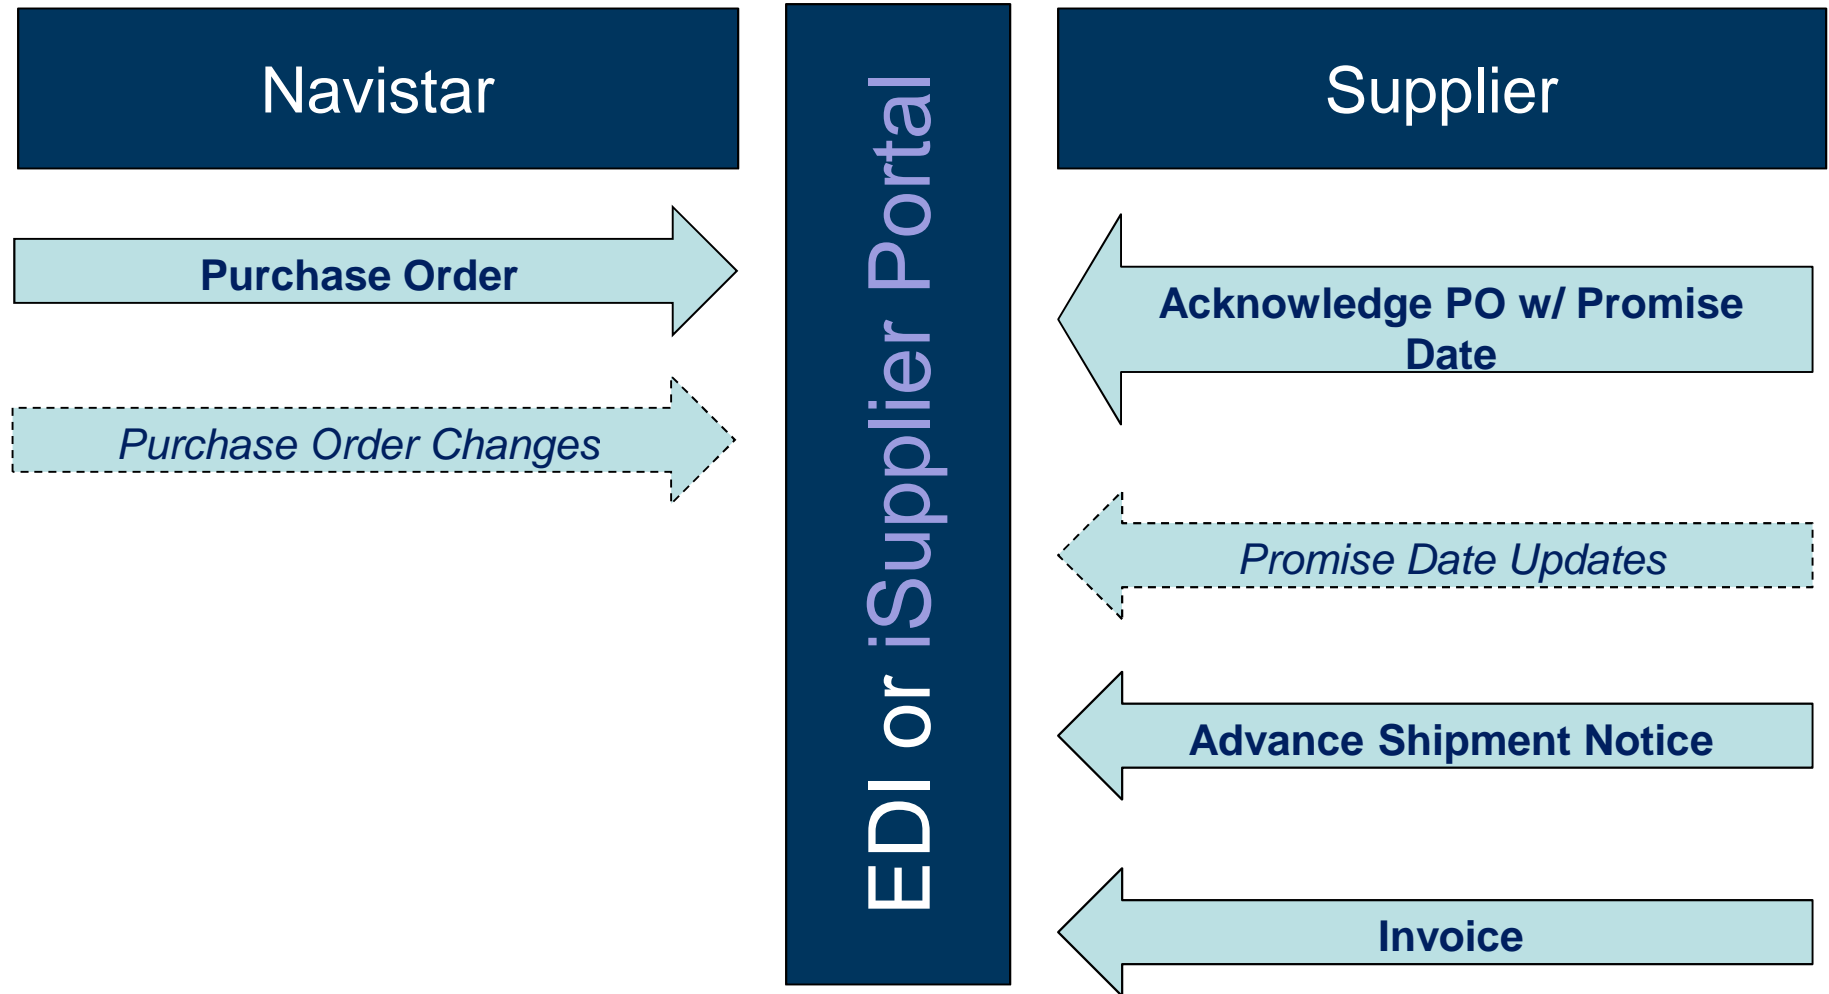 Navistar
EDI or iSupplier Portal
Supplier
Purchase Order
Purchase Order Changes
Acknowledge PO w/ Promise
Date
Promise Date Updates
Advance Shipment Notice
Invoice